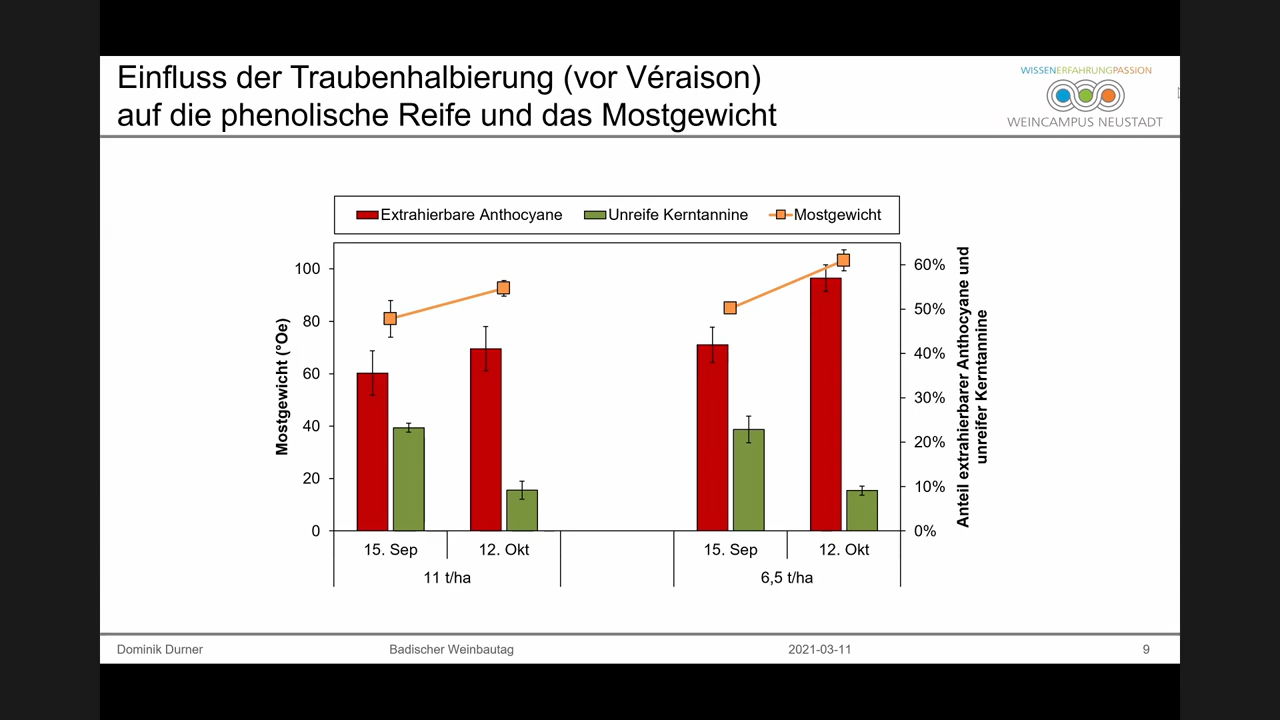 Einfluss der Traubenhalbierung (vor Véraison)
auf die phenolische Reife und das Mostgewicht
WISSENERFAHRUNGPASSION
WEINCAMPUS NEUSTADT
Extrahierbare Anthocyane
Unreife Kerntannine
Mostgewicht
Mostgewicht (°Oe)
100
80
60
40
20
0
60%
50%
40%
30%
20%
10%
0%
Anteil extrahierbarer Anthocyane und
unreifer Kerntannine
15. Sep
12. Okt
15. Sep
12. Okt
11 t/ha
6,5 t/ha
Dominik Durner
Badischer Weinbautag
2021-03-11
9